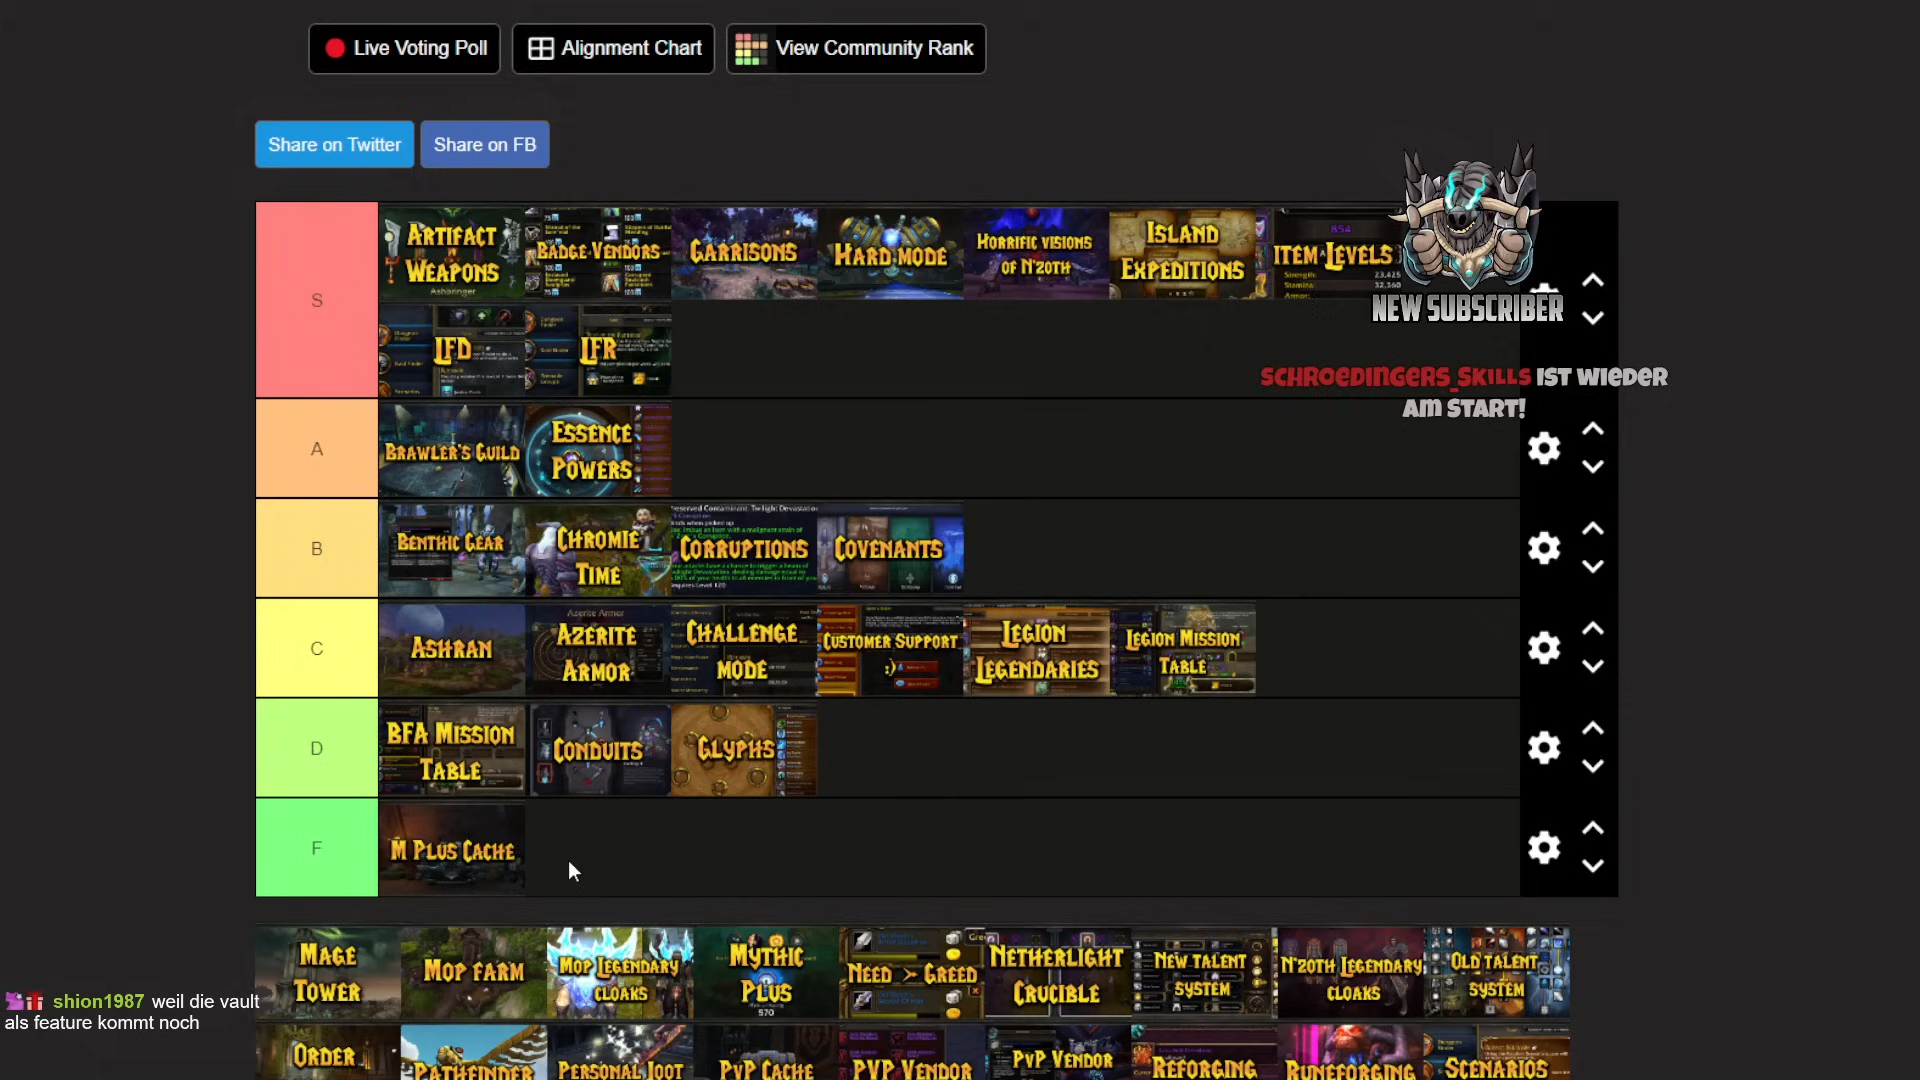 Live Voting Poll
Alignment Chart
View Community Rank
Share on Twitter
Share on FB
S
Artifact Weapons
Badge Vendors
Garrisons
Hard Mode
Horrific Visions of N'Zoth
Island Expeditions
Item Levels
854
LFD
LFR
NEW SUBSCRIBER
SCHROEDINGERS_SKILLS IST WIEDER
AM START!
A
Brawler's Guild
Essence Powers
B
Benthic Gear
Chromie Time
Corruptions
Covenants
C
Ashran
Azerite Armor
Challenge Mode
Customer Support
:)
Legion Legendaries
Legion Mission Table
D
BFA Mission Table
Conduits
Glyphs
F
M Plus Cache
Mage Tower
Mop Farm
Mop Legendary Cloaks
Mythic Plus
570
Need > Greed
Netherlight Crucible
New Talent System
N'Zoth Legendary Cloaks
Old Talent System
shion1987 weil die vault
als feature kommt noch
Order
Pathfinder
Personal Loot
PvP Cache
PVP Vendor
PvP Vendor
Reforging
Runeforging
Scenarios